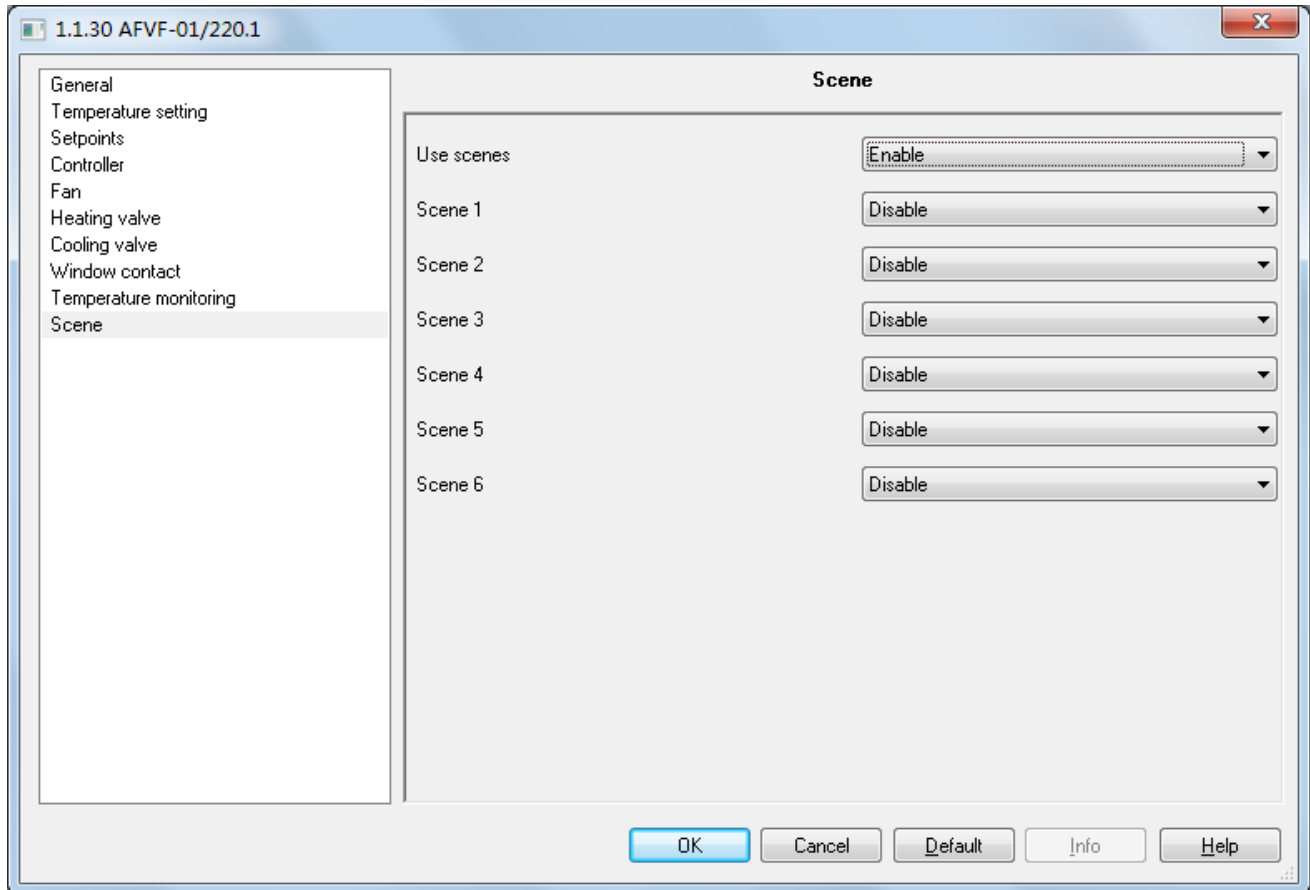 1.1.30 AFVF-01/220.1
General
Temperature setting
Setpoints
Controller
Fan
Heating valve
Cooling valve
Window contact
Temperature monitoring
Scene
Scene
Use scenes Enable
Scene 1 Disable
Scene 2 Disable
Scene 3 Disable
Scene 4 Disable
Scene 5 Disable
Scene 6 Disable
OK Cancel Default Info Help